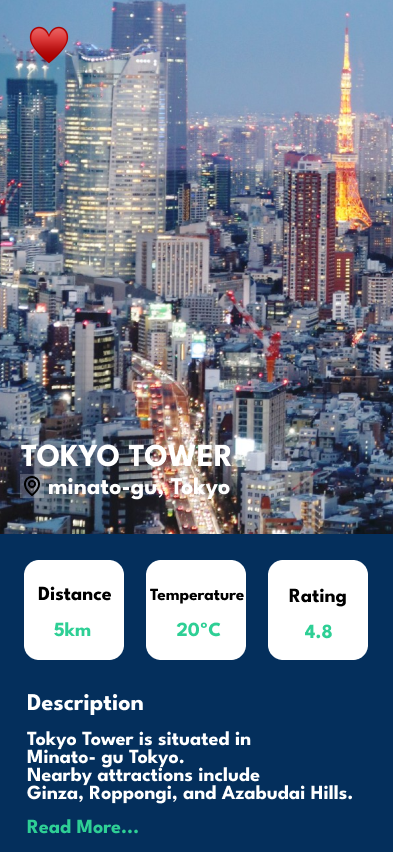 TOKYO TOWER
minato-gu, Tokyo
Distance
5km
Temperature
20°C
Rating
4.8
Description
Tokyo Tower is situated in
Minato- gu Tokyo.
Nearby attractions include
Ginza, Roppongi, and Azabudai Hills.
Read More...